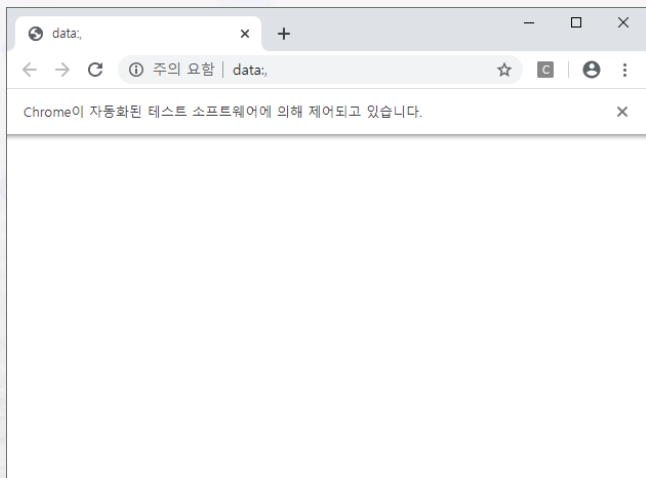 data:,
주의 요함 | data:,
C
Chrome이 자동화된 테스트 소프트웨어에 의해 제어되고 있습니다.